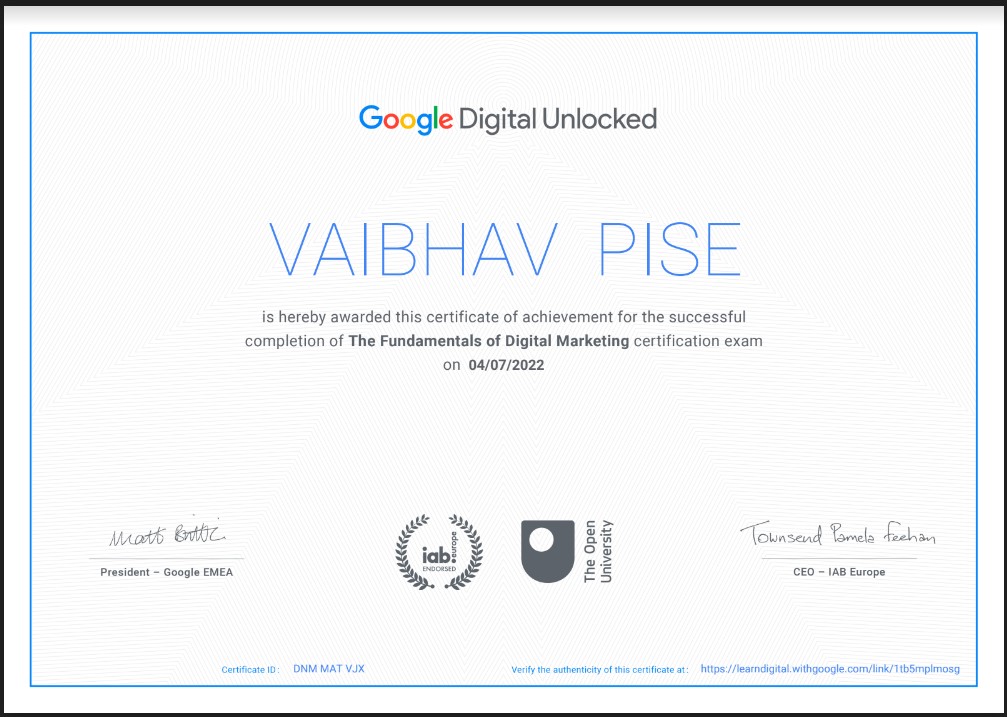 Google Digital Unlocked
VAIBHAV PISE
is hereby awarded this certificate of achievement for the successful
completion of The Fundamentals of Digital Marketing certification exam
on 04/07/2022
Matt Brittin
President – Google EMEA
iab europe
ENDORSED
The Open
University
Townsend Pamela Feehan
CEO – IAB Europe
Certificate ID: DNM MAT VJX
Verify the authenticity of this certificate at: https://learndigital.withgoogle.com/link/1tb5mplmosg